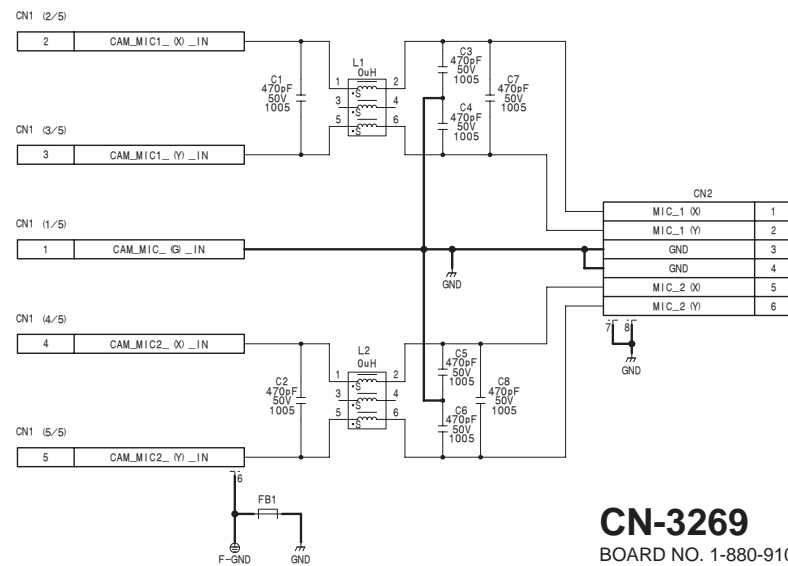 CN1 (2/5)
2 CAM_MIC1_ (X) _IN
CN1 (3/5)
3 CAM_MIC1_ (Y) _IN
CN1 (1/5)
1 CAM_MIC_ (G) _IN
CN1 (4/5)
4 CAM_MIC2_ (X) _IN
CN1 (5/5)
5 CAM_MIC2_ (Y) _IN
6
C1
470pF
50V
1005
L1
0uH
1 2
S
3 4
5 6
S
C3
470pF
50V
1005
C4
470pF
50V
1005
C7
470pF
50V
1005
GND
C2
470pF
50V
1005
L2
0uH
1 2
S
3 4
5 6
S
C5
470pF
50V
1005
C6
470pF
50V
1005
C8
470pF
50V
1005
CN2
MIC_1 (X) 1
MIC_1 (Y) 2
GND 3
GND 4
MIC_2 (X) 5
MIC_2 (Y) 6
7 8
GND
FB1
F-GND
GND
CN-3269
BOARD NO. 1-880-910